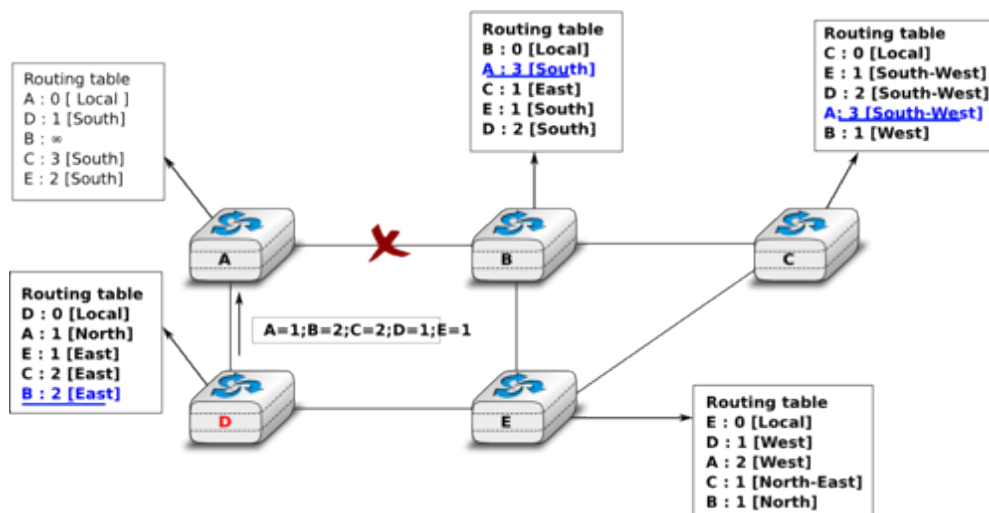 Routing table
A : 0 [ Local ]
D : 1 [South]
B : ∞
C : 3 [South]
E : 2 [South]
Routing table
B : 0 [Local]
A : 3 [South]
C : 1 [East]
E : 1 [South]
D : 2 [South]
Routing table
C : 0 [Local]
E : 1 [South-West]
D : 2 [South-West]
A: 3 [South-West]
B : 1 [West]
A
B
C
Routing table
D : 0 [Local]
A : 1 [North]
E : 1 [East]
C : 2 [East]
B : 2 [East]
A=1;B=2;C=2;D=1;E=1
D
E
Routing table
E : 0 [Local]
D : 1 [West]
A : 2 [West]
C : 1 [North-East]
B : 1 [North]